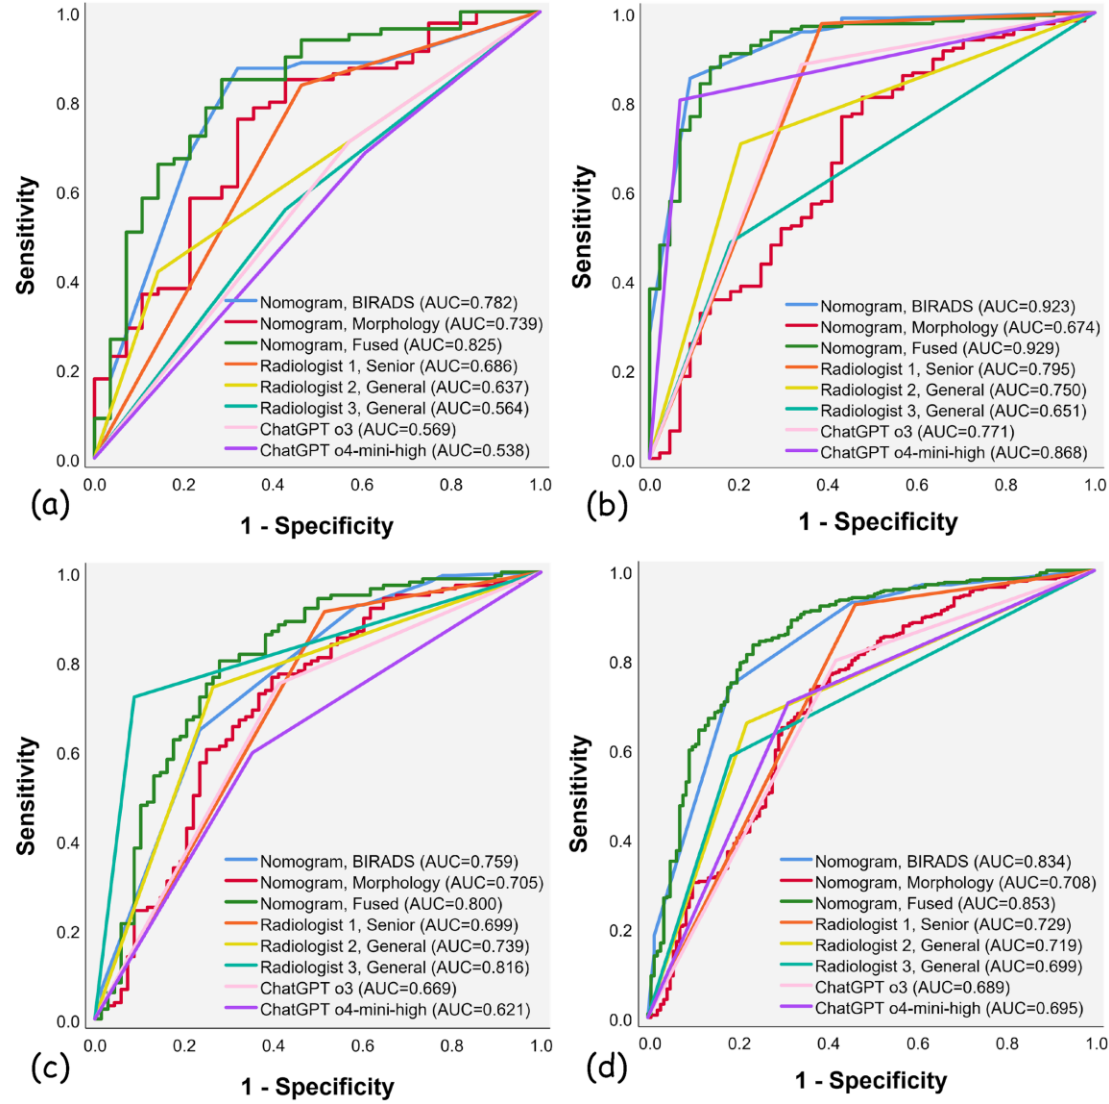 1.0
0.8
0.6
0.4
0.2
0.0
Sensitivity
Nomogram, BIRADS (AUC=0.782)
Nomogram, Morphology (AUC=0.739)
Nomogram, Fused (AUC=0.825)
Radiologist 1, Senior (AUC=0.686)
Radiologist 2, General (AUC=0.637)
Radiologist 3, General (AUC=0.564)
ChatGPT o3 (AUC=0.569)
ChatGPT o4-mini-high (AUC=0.538)
0.0 0.2 0.4 0.6 0.8 1.0
(a)
1 - Specificity
1.0
0.8
0.6
0.4
0.2
0.0
Sensitivity
Nomogram, BIRADS (AUC=0.923)
Nomogram, Morphology (AUC=0.674)
Nomogram, Fused (AUC=0.929)
Radiologist 1, Senior (AUC=0.795)
Radiologist 2, General (AUC=0.750)
Radiologist 3, General (AUC=0.651)
ChatGPT o3 (AUC=0.771)
ChatGPT o4-mini-high (AUC=0.868)
0.0 0.2 0.4 0.6 0.8 1.0
(b)
1 - Specificity
1.0
0.8
0.6
0.4
0.2
0.0
Sensitivity
Nomogram, BIRADS (AUC=0.759)
Nomogram, Morphology (AUC=0.705)
Nomogram, Fused (AUC=0.800)
Radiologist 1, Senior (AUC=0.699)
Radiologist 2, General (AUC=0.739)
Radiologist 3, General (AUC=0.816)
ChatGPT o3 (AUC=0.669)
ChatGPT o4-mini-high (AUC=0.621)
0.0 0.2 0.4 0.6 0.8 1.0
(c)
1 - Specificity
1.0
0.8
0.6
0.4
0.2
0.0
Sensitivity
Nomogram, BIRADS (AUC=0.834)
Nomogram, Morphology (AUC=0.708)
Nomogram, Fused (AUC=0.853)
Radiologist 1, Senior (AUC=0.729)
Radiologist 2, General (AUC=0.719)
Radiologist 3, General (AUC=0.699)
ChatGPT o3 (AUC=0.689)
ChatGPT o4-mini-high (AUC=0.695)
0.0 0.2 0.4 0.6 0.8 1.0
(d)
1 - Specificity